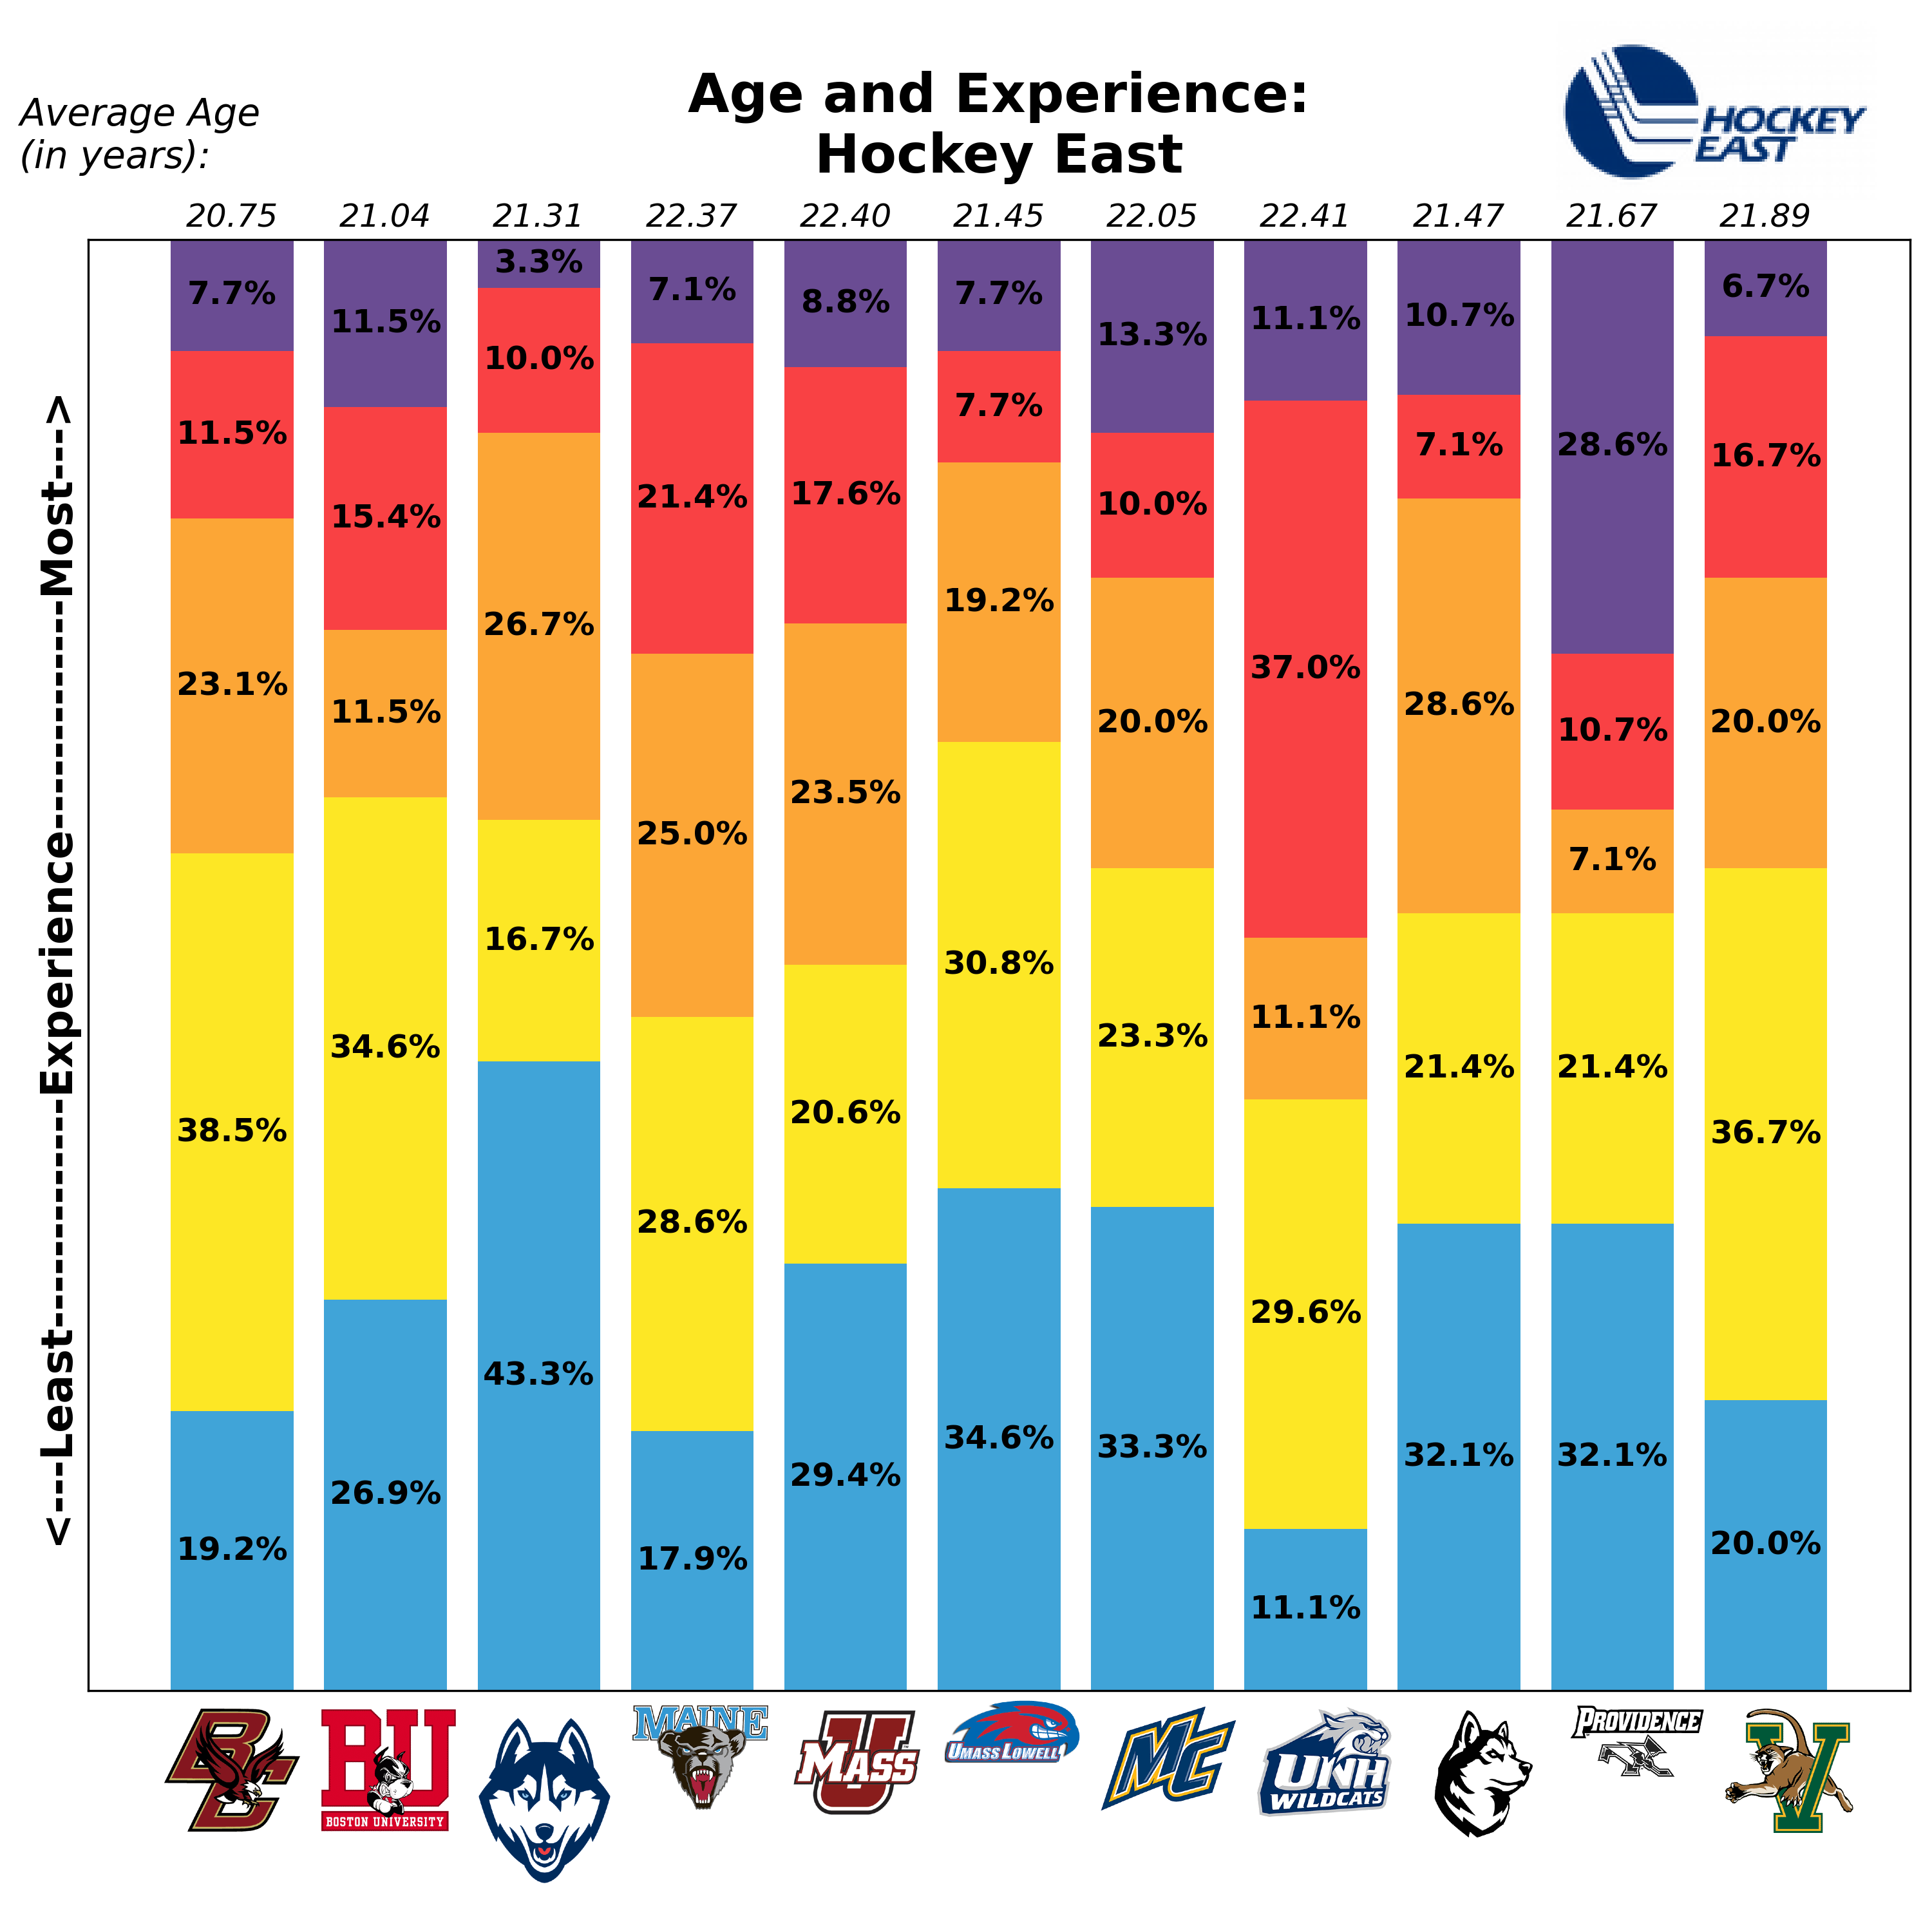 Age and Experience:
Hockey East
HOCKEY
EAST
Average Age
(in years):
20.75 21.04 21.31 22.37 22.40 21.45 22.05 22.41 21.47 21.67 21.89
<---Least--------------Experience--------------Most--->
7.7%
11.5%
23.1%
38.5%
19.2%
11.5%
15.4%
11.5%
34.6%
26.9%
3.3%
10.0%
26.7%
16.7%
43.3%
7.1%
21.4%
25.0%
28.6%
17.9%
8.8%
17.6%
23.5%
20.6%
29.4%
7.7%
7.7%
19.2%
30.8%
34.6%
13.3%
10.0%
20.0%
23.3%
33.3%
11.1%
37.0%
11.1%
29.6%
11.1%
10.7%
7.1%
28.6%
21.4%
32.1%
28.6%
10.7%
7.1%
21.4%
32.1%
6.7%
16.7%
20.0%
36.7%
20.0%
BC
BU
BOSTON UNIVERSITY
MAINE
U
MASS
UMASS LOWELL
MC
UNH
WILDCATS
PROVIDENCE
V